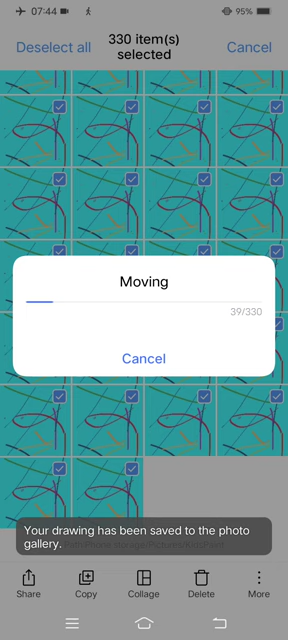 07:44 95%
Deselect all 330 item(s) selected Cancel
Moving
39/330
Cancel
Your drawing has been saved to the photo
gallery.
Share Copy Collage Delete More